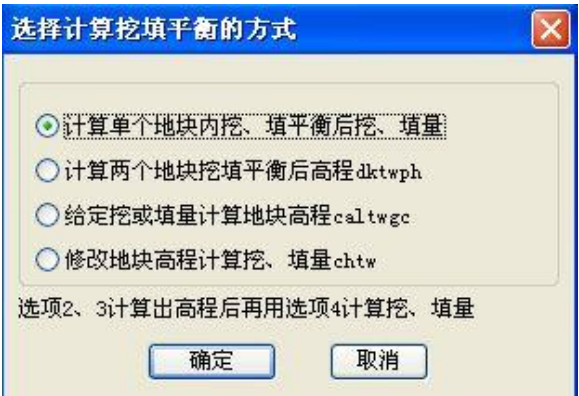 选择计算挖填平衡的方式
计算单个地块内挖、填平衡后挖、填量
计算两个地块挖填平衡后高程dktwph
给定挖或填量计算地块高程caltwgc
修改地块高程计算挖、填量chtw
选项2、3计算出高程后再用选项4计算挖、填量
确定 取消